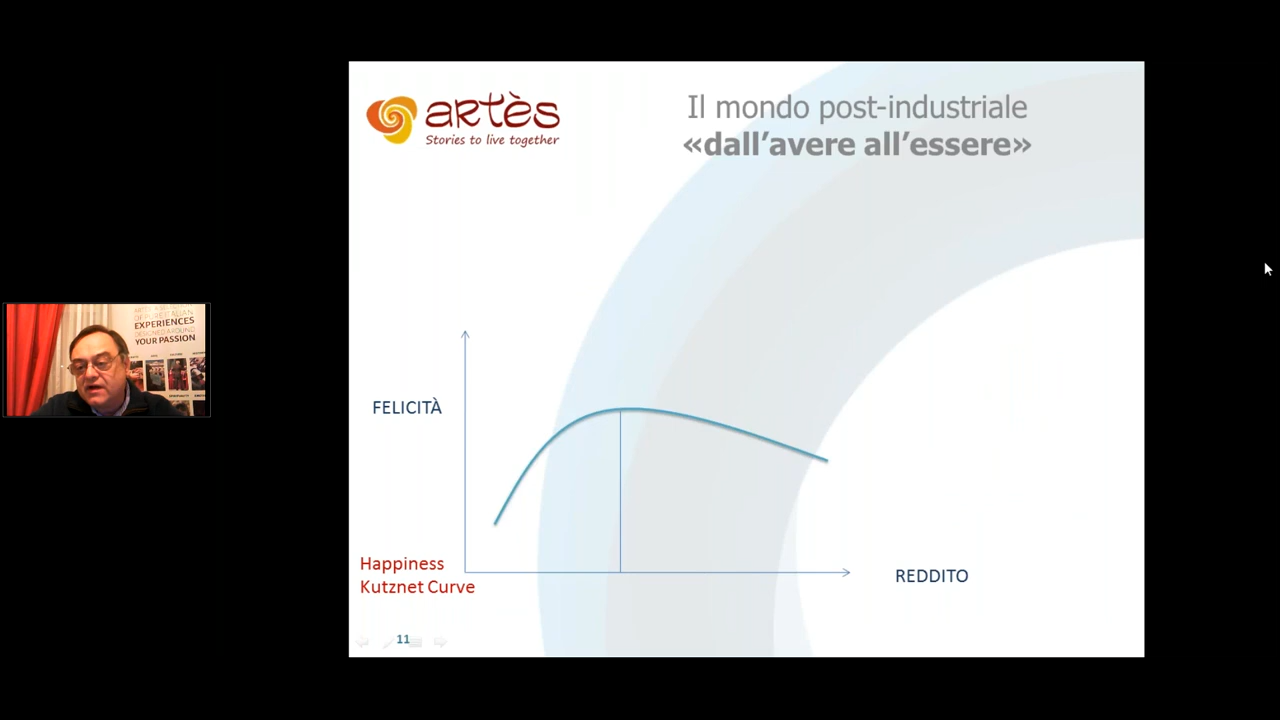 artès
Stories to live together
Il mondo post-industriale
«dall'avere all'essere»
EXPERIENCES
YOUR PASSION
FELICITÀ
Happiness
Kutznet Curve
REDDITO
11